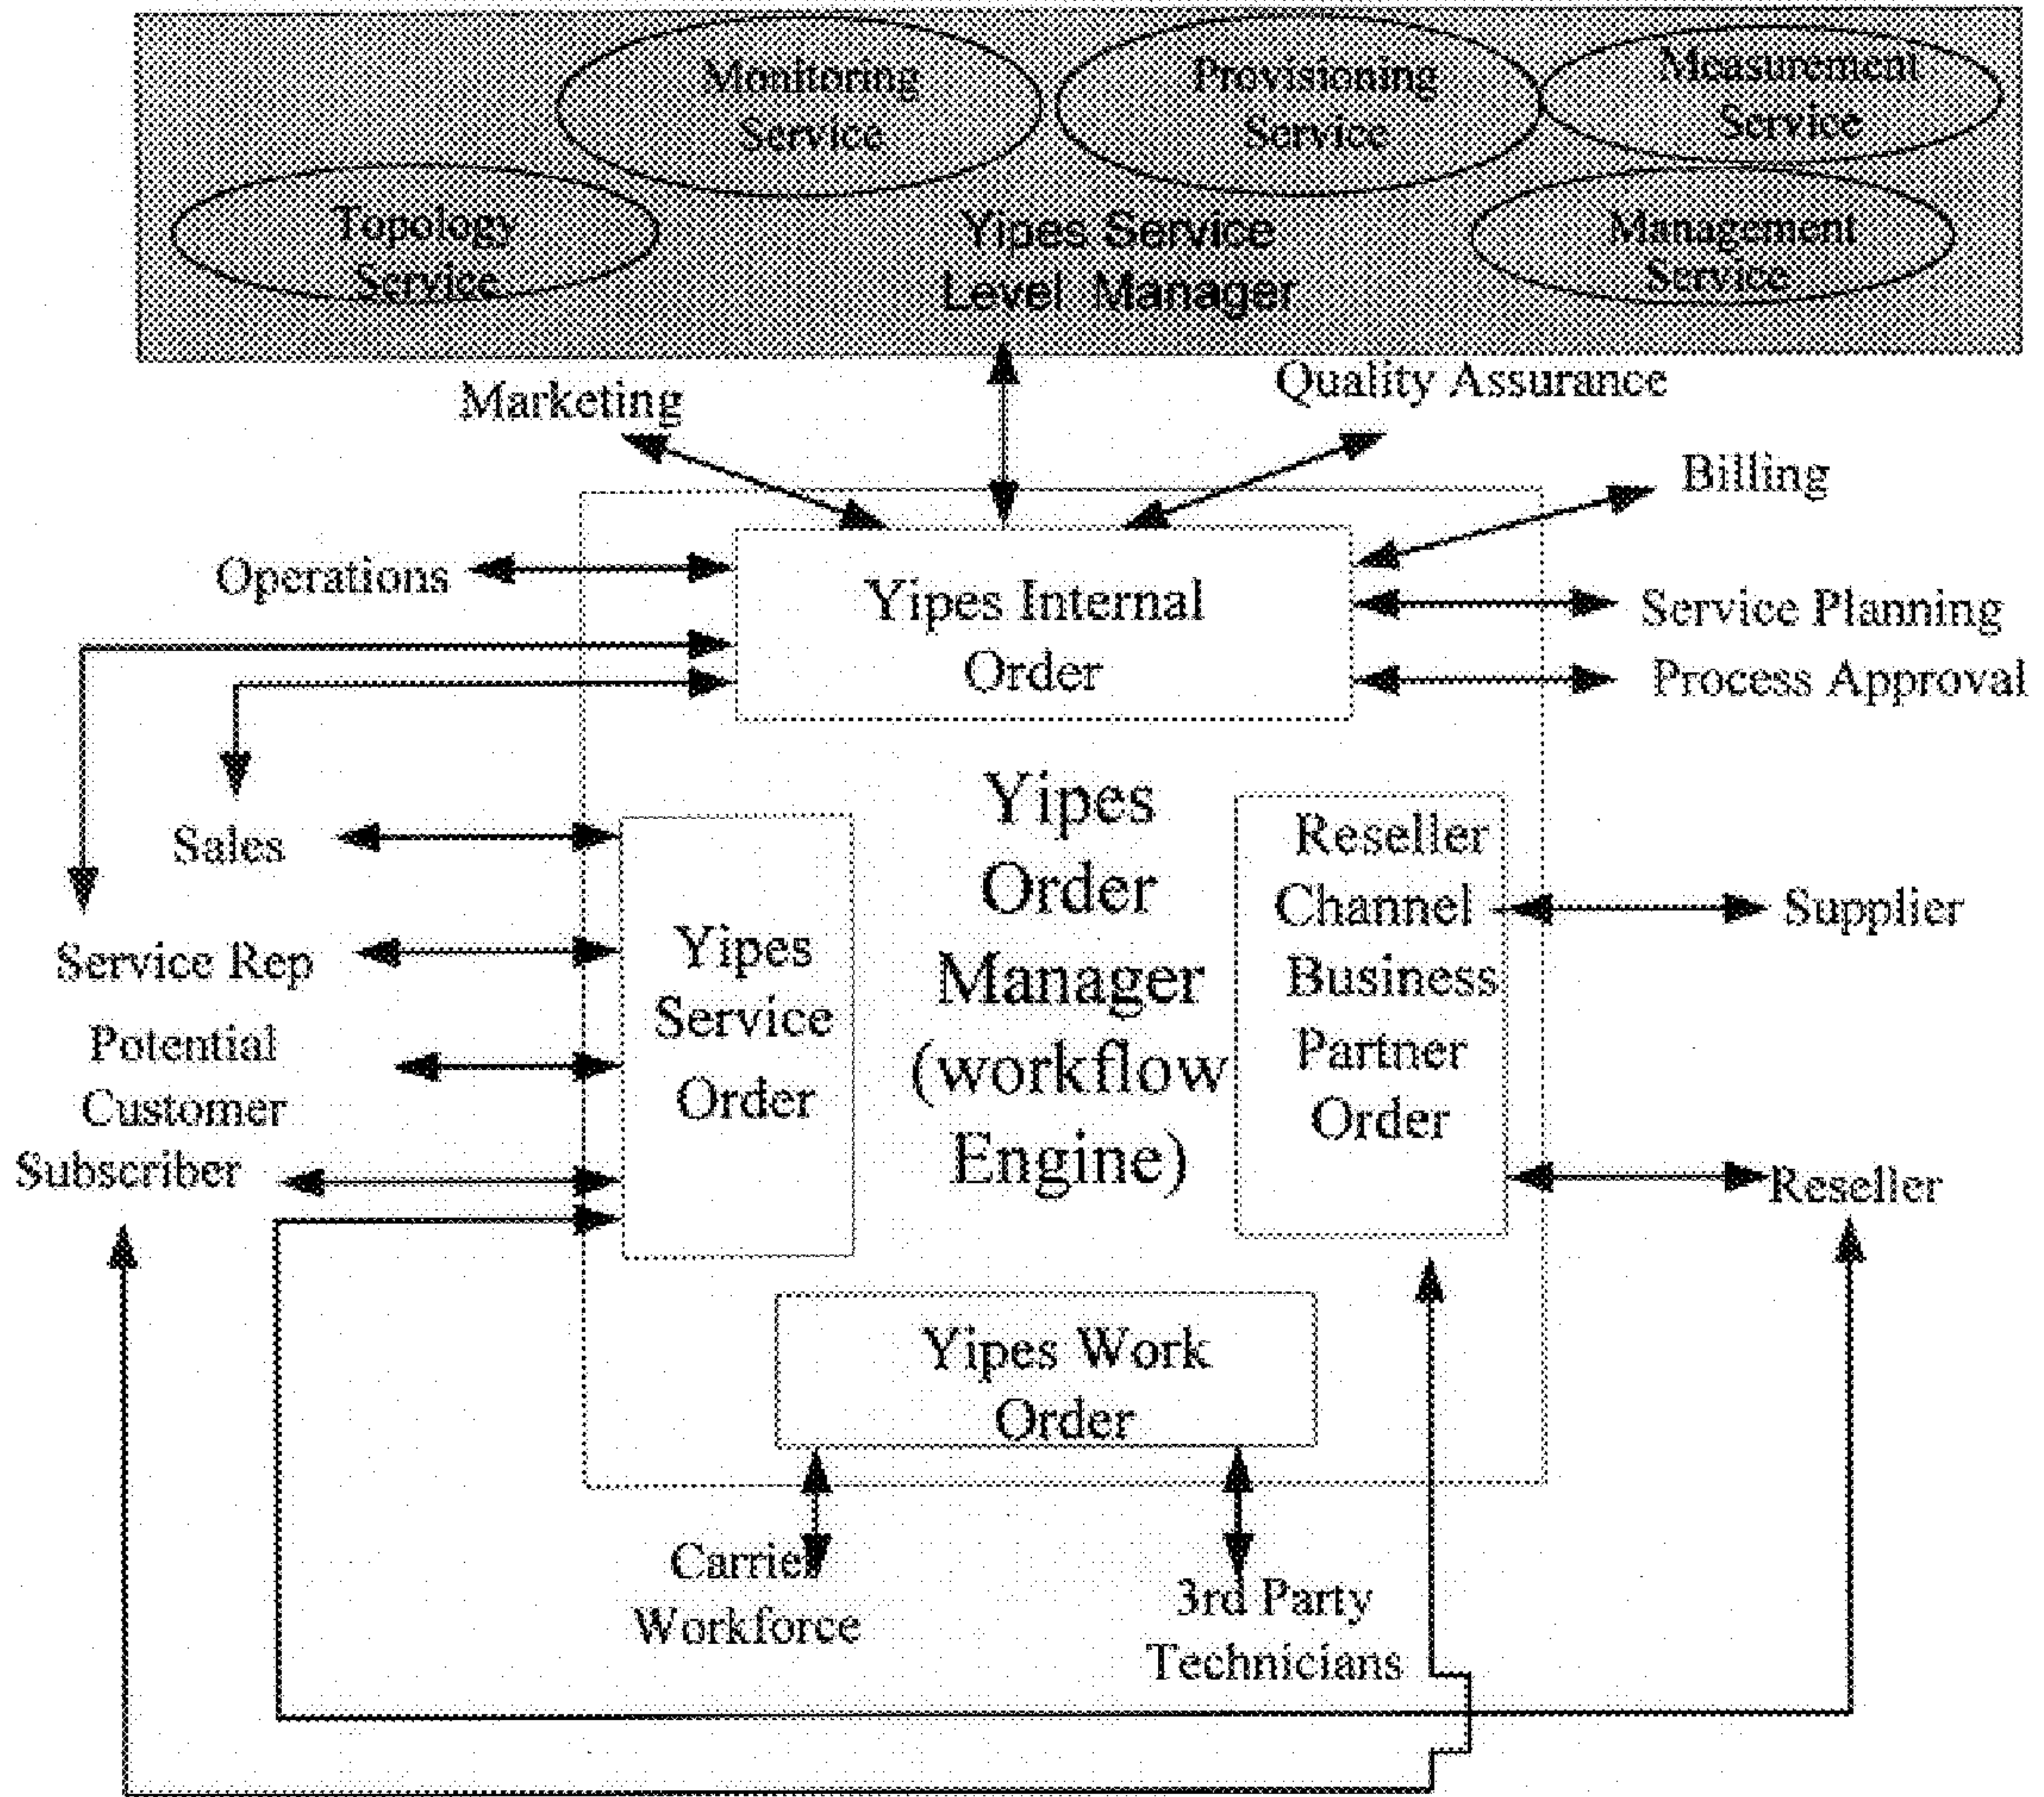 Monitoring
Service
Provisioning
Service
Measurement
Service
Topology
Service
Yipes Service
Level Manager
Management
Service
Marketing
Quality Assurance
Billing
Operations
Yipes Internal
Order
Service Planning
Process Approval
Sales
Service Rep
Potential
Customer
Subscriber
Yipes
Service
Order
Yipes
Order
Manager
(workflow
Engine)
Reseller
Channel
Business
Partner
Order
Supplier
Reseller
Yipes Work
Order
Carrier
Workforce
3rd Party
Technicians